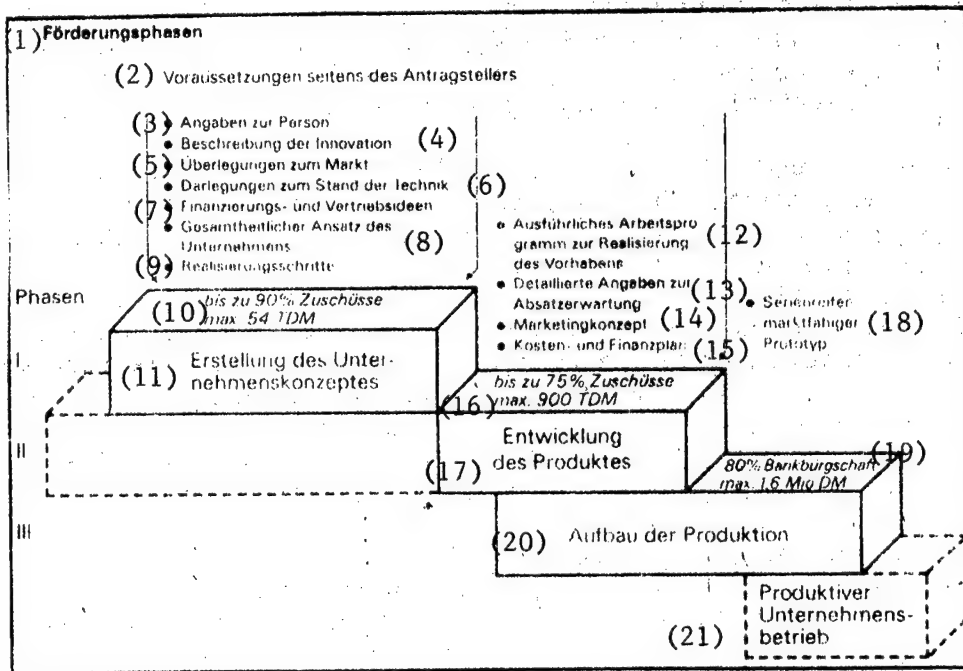 (1) Förderungsphasen
(2) Voraussetzungen seitens des Antragstellers
(3) • Angaben zur Person
• Beschreibung der Innovation (4)
(5) • Überlegungen zum Markt
• Darlegungen zum Stand der Technik (6)
(7) • Finanzierungs- und Vertriebsideen
• Gesamtheitlicher Ansatz des
Unternehmens (8)
(9) • Realisierungsschritte
• Ausführliches Arbeitspro
gramm zur Realisierung (12)
des Vorhabens
• Detaillierte Angaben zur (13)
Absatzerwartung
• Marketingkonzept (14)
• Kosten- und Finanzplan (15)
• Serienreifer
marktfähiger (18)
Prototyp
Phasen
(10) bis zu 90% Zuschüsse
max. 54 TDM
I
(11) Erstellung des Unter-
nehmenskonzeptes
bis zu 75% Zuschüsse
(16) max. 900 TDM
II
Entwicklung
(17) des Produktes
80% Bankbürgschaft (19)
max. 1,6 Mio DM
III
(20) Aufbau der Produktion
Produktiver
Unternehmens-
(21) betrieb